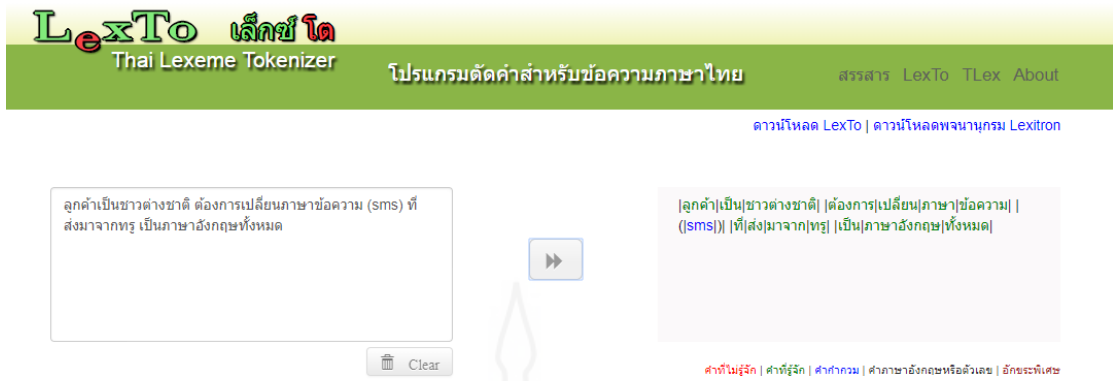 LexTo เล็กซ์ โต
Thai Lexeme Tokenizer
โปรแกรมตัดคำสำหรับข้อความภาษาไทย
สรรสาร LexTo TLex About
ดาวน์โหลด LexTo | ดาวน์โหลดพจนานุกรม Lexitron
ลูกค้าเป็นชาวต่างชาติ ต้องการเปลี่ยนภาษาข้อความ (sms) ที่
ส่งมาจากทรู เป็นภาษาอังกฤษทั้งหมด
Clear
|ลูกค้า|เป็น|ชาวต่างชาติ| |ต้องการ|เปลี่ยน|ภาษา|ข้อความ| |
(|sms|)| |ที่|ส่ง|มาจาก|ทรู| |เป็น|ภาษาอังกฤษ|ทั้งหมด|
คำที่ไม่รู้จัก | คำที่รู้จัก | คำกำกวม | คำภาษาอังกฤษหรือตัวเลข | อักขระพิเศษ